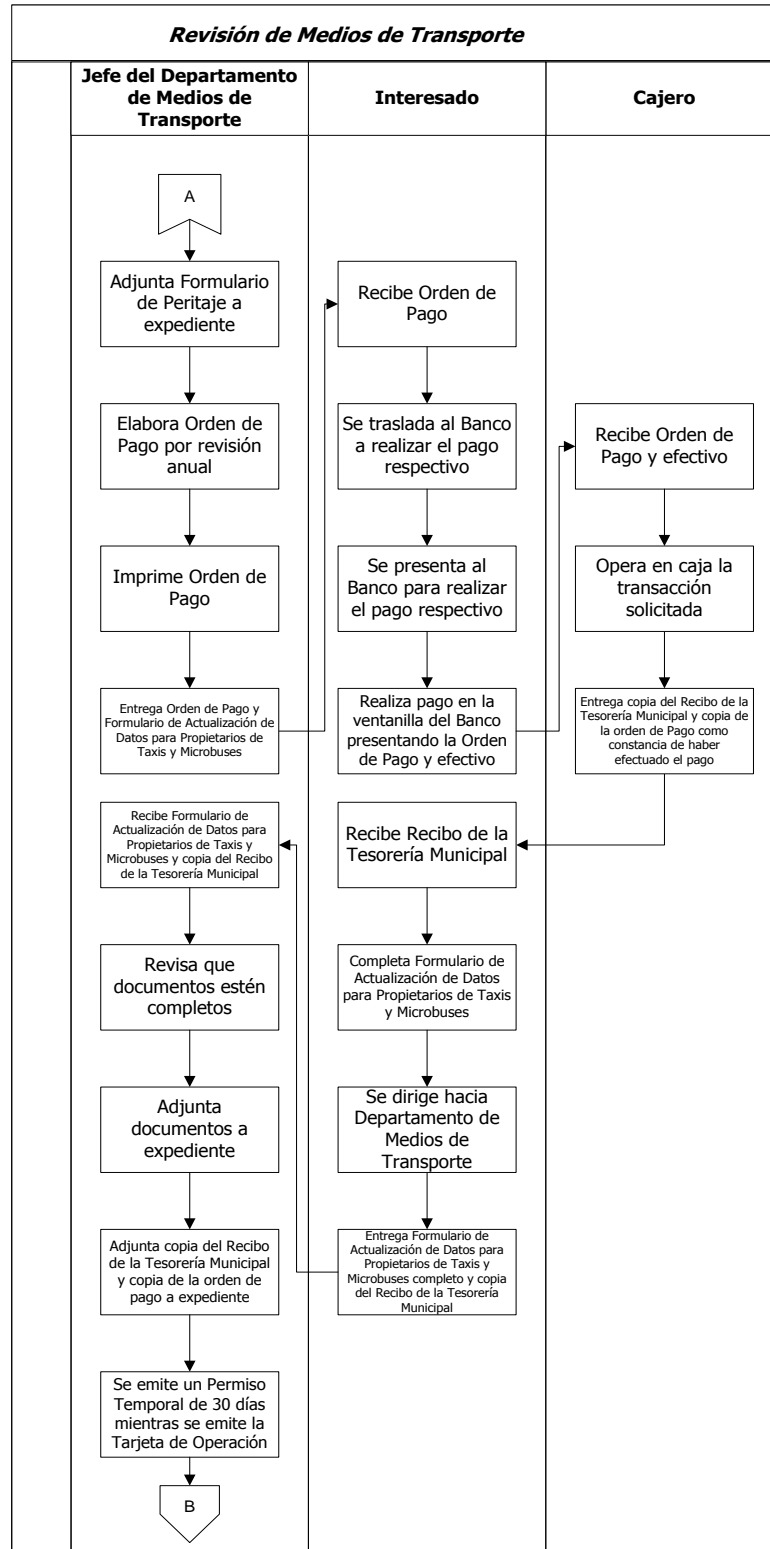 Revisión de Medios de Transporte
Jefe del Departamento
de Medios de
Transporte
Interesado
Cajero
A
Adjunta Formulario
de Peritaje a
expediente
Elabora Orden de
Pago por revisión
anual
Imprime Orden de
Pago
Entrega Orden de Pago y
Formulario de Actualización de
Datos para Propietarios de
Taxis y Microbuses
Recibe Orden de
Pago
Se traslada al Banco
a realizar el pago
respectivo
Se presenta al
Banco para realizar
el pago respectivo
Realiza pago en la
ventanilla del Banco
presentando la Orden
de Pago y efectivo
Recibe Orden de
Pago y efectivo
Opera en caja la
transacción
solicitada
Entrega copia del Recibo de la
Tesorería Municipal y copia de
la orden de Pago como
constancia de haber
efectuado el pago
Recibe Recibo de la
Tesorería Municipal
Completa Formulario de
Actualización de Datos
para Propietarios de Taxis
y Microbuses
Se dirige hacia
Departamento de
Medios de
Transporte
Entrega Formulario de
Actualización de Datos para
Propietarios de Taxis y
Microbuses completo y copia
del Recibo de la Tesorería
Municipal
Recibe Formulario de
Actualización de Datos para
Propietarios de Taxis y
Microbuses y copia del Recibo
de la Tesorería Municipal
Revisa que
documentos estén
completos
Adjunta
documentos a
expediente
Adjunta copia del Recibo
de la Tesorería Municipal
y copia de la orden de
pago a expediente
Se emite un Permiso
Temporal de 30 días
mientras se emite la
Tarjeta de Operación
B